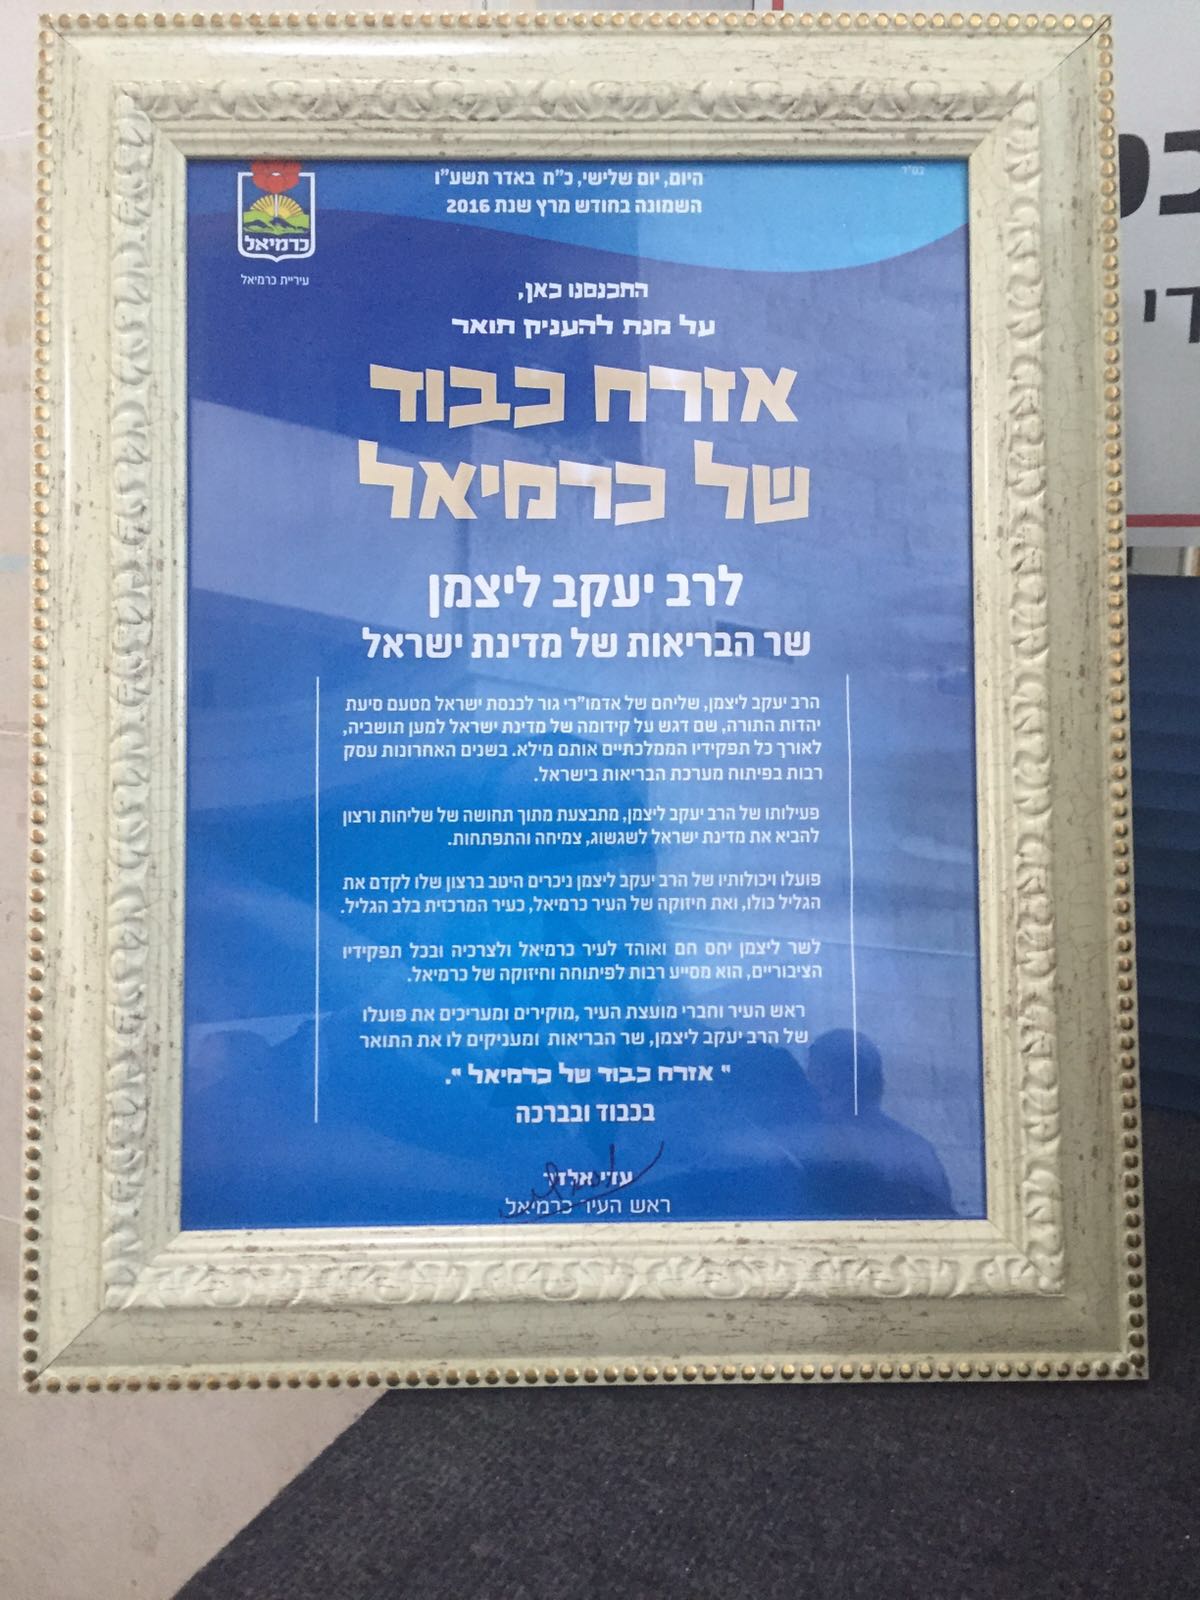 בס"ד
היום, יום שלישי, כ"ח באדר תשע"ו
השמונה בחודש מרץ שנת 2016
כרמיאל
עיריית כרמיאל
התכנסנו כאן,
על מנת להעניק תואר
אזרח כבוד
של כרמיאל
לרב יעקב ליצמן
שר הבריאות של מדינת ישראל
הרב יעקב ליצמן, שליחם של אדמו"רי גור לכנסת ישראל מטעם סיעת
יהדות התורה, שם דגש על קידומה של מדינת ישראל למען תושביה,
לאורך כל תפקידיו הממלכתיים אותם מילא. בשנים האחרונות עסק
רבות בפיתוח מערכת הבריאות בישראל.
פעילותו של הרב יעקב ליצמן, מתבצעת מתוך תחושה של שליחות ורצון
להביא את מדינת ישראל לשגשוג, צמיחה והתפתחות.
פועלו ויכולותיו של הרב יעקב ליצמן ניכרים היטב ברצון שלו לקדם את
הגליל כולו, ואת חיזוקה של העיר כרמיאל, כעיר המרכזית בלב הגליל.
לשר ליצמן יחס חם ואוהד לעיר כרמיאל ולצרכיה ובכל תפקידיו
הציבוריים, הוא מסייע רבות לפיתוחה וחיזוקה של כרמיאל.
ראש העיר וחברי מועצת העיר ,מוקירים ומעריכים את פועלו
של הרב יעקב ליצמן, שר הבריאות ומעניקים לו את התואר
" אזרח כבוד של כרמיאל ".
בכבוד ובברכה
עדי אלדר
ראש העיר כרמיאל